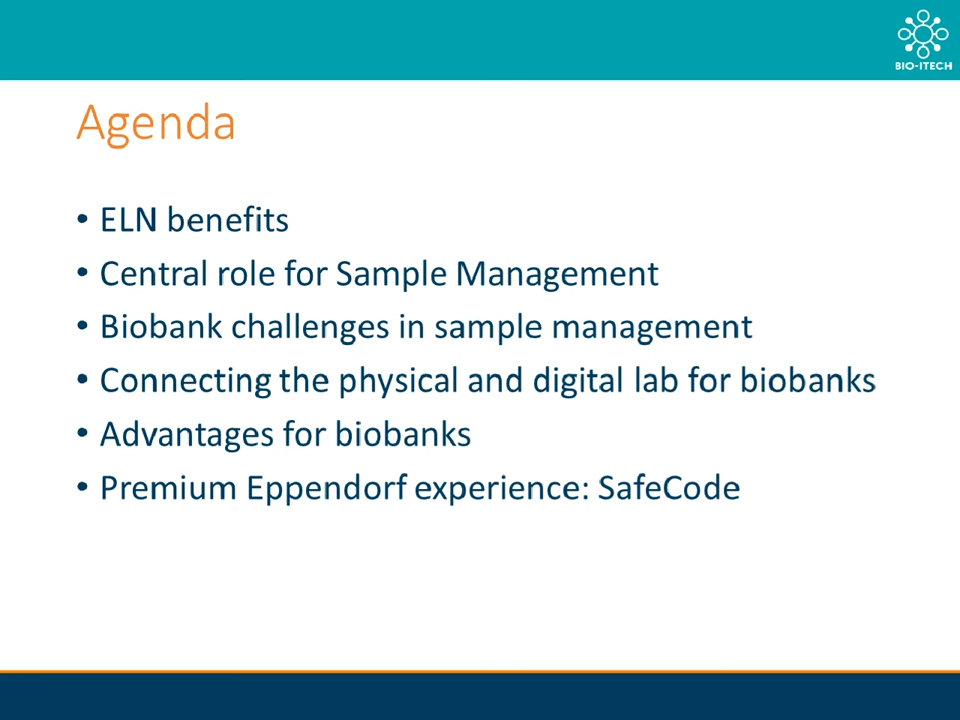 BIO-ITECH
Agenda
• ELN benefits
• Central role for Sample Management
• Biobank challenges in sample management
• Connecting the physical and digital lab for biobanks
• Advantages for biobanks
• Premium Eppendorf experience: SafeCode